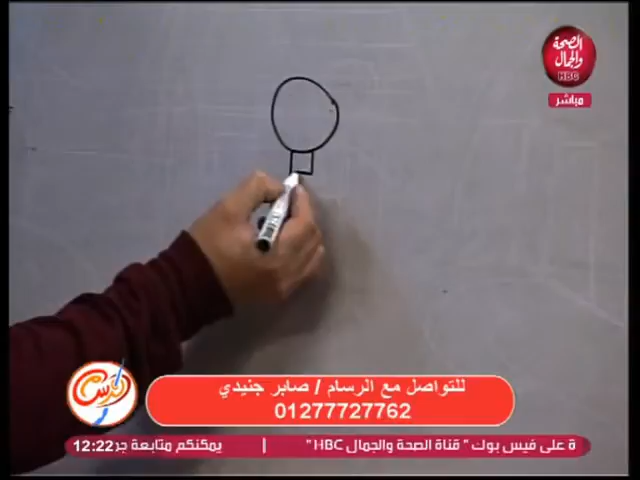 الصحة
والجمال
HBC
مباشر
للتواصل مع الرسام / صابر جنيدي
01277727762
ة على فيس بوك " قناة الصحة والجمال HBC" | يمكنكم متابعة جر
12:22